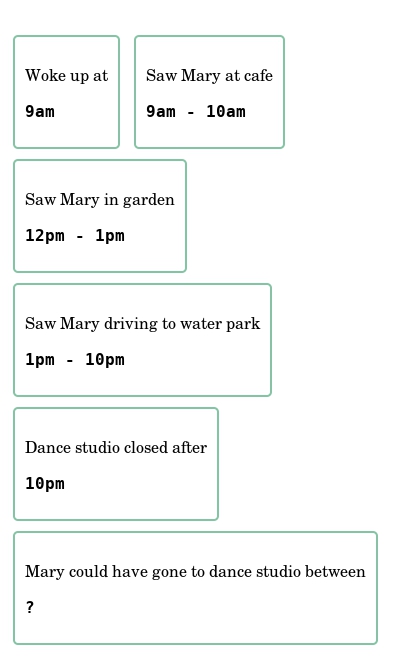 Woke up at
9am
Saw Mary at cafe
9am - 10am
Saw Mary in garden
12pm - 1pm
Saw Mary driving to water park
1pm - 10pm
Dance studio closed after
10pm
Mary could have gone to dance studio between
?